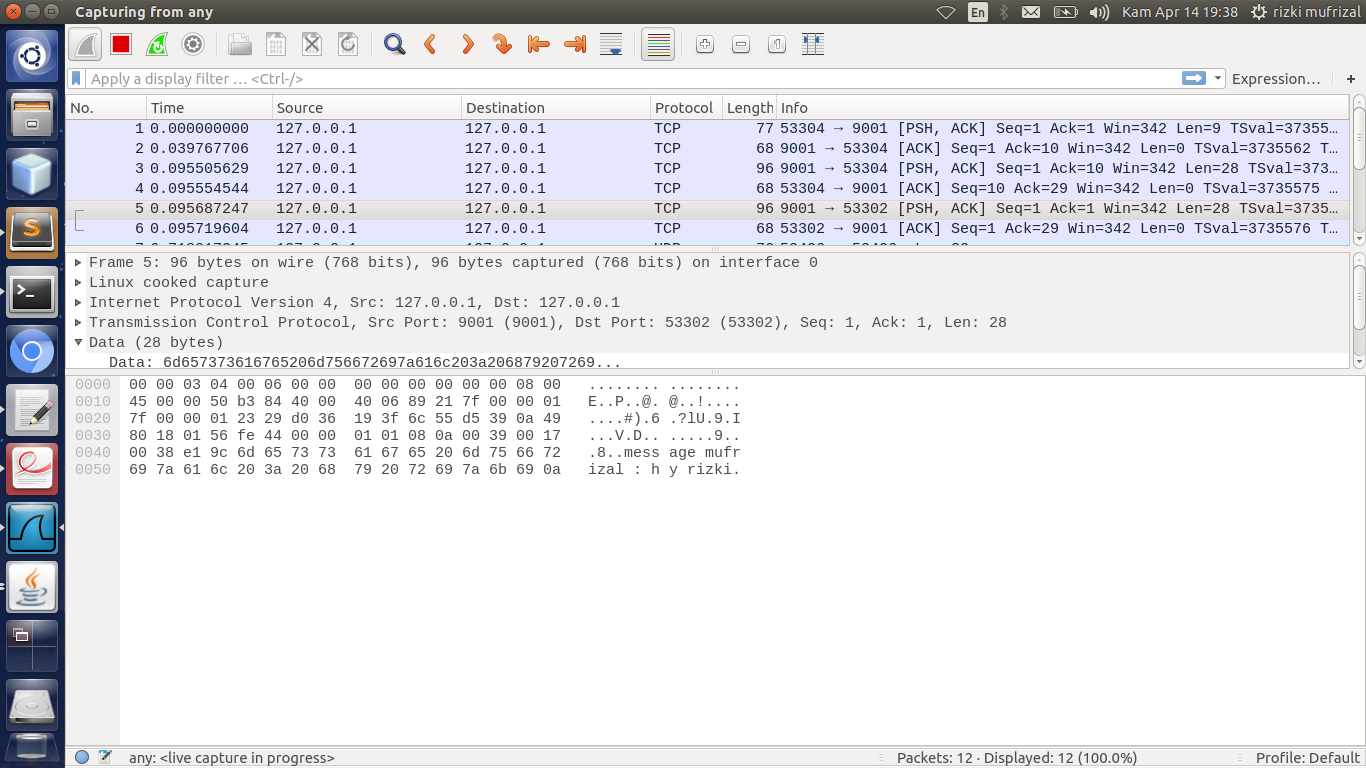 Capturing from any
En
Kam Apr 14 19:38
rizki mufrizal
Apply a display filter … <Ctrl-/>
Expression…
+
No. Time Source Destination Protocol Length Info
1 0.000000000 127.0.0.1 127.0.0.1 TCP 77 53304 → 9001 [PSH, ACK] Seq=1 Ack=1 Win=342 Len=9 TSval=37355…
2 0.039767706 127.0.0.1 127.0.0.1 TCP 68 9001 → 53304 [ACK] Seq=1 Ack=10 Win=342 Len=0 TSval=3735562 T…
3 0.095505629 127.0.0.1 127.0.0.1 TCP 96 9001 → 53304 [PSH, ACK] Seq=1 Ack=10 Win=342 Len=28 TSval=373…
4 0.095554544 127.0.0.1 127.0.0.1 TCP 68 53304 → 9001 [ACK] Seq=10 Ack=29 Win=342 Len=0 TSval=3735575 …
5 0.095687247 127.0.0.1 127.0.0.1 TCP 96 9001 → 53302 [PSH, ACK] Seq=1 Ack=1 Win=342 Len=28 TSval=3735…
6 0.095719604 127.0.0.1 127.0.0.1 TCP 68 53302 → 9001 [ACK] Seq=1 Ack=29 Win=342 Len=0 TSval=3735576 T…
Frame 5: 96 bytes on wire (768 bits), 96 bytes captured (768 bits) on interface 0
Linux cooked capture
Internet Protocol Version 4, Src: 127.0.0.1, Dst: 127.0.0.1
Transmission Control Protocol, Src Port: 9001 (9001), Dst Port: 53302 (53302), Seq: 1, Ack: 1, Len: 28
Data (28 bytes)
Data: 6d657373616765206d756672697a616c203a206879207269...
0000 00 00 03 04 00 06 00 00 00 00 00 00 00 00 08 00 ........ ........
0010 45 00 00 50 b3 84 40 00 40 06 89 21 7f 00 00 01 E..P..@. @..!....
0020 7f 00 00 01 23 29 d0 36 19 3f 6c 55 d5 39 0a 49 ....#).6 .?lU.9.I
0030 80 18 01 56 fe 44 00 00 01 01 08 0a 00 39 00 17 ...V.D.. .....9..
0040 00 38 e1 9c 6d 65 73 73 61 67 65 20 6d 75 66 72 .8..mess age mufr
0050 69 7a 61 6c 20 3a 20 68 79 20 72 69 7a 6b 69 0a izal : h y rizki.
any: <live capture in progress>
Packets: 12 · Displayed: 12 (100.0%)
Profile: Default